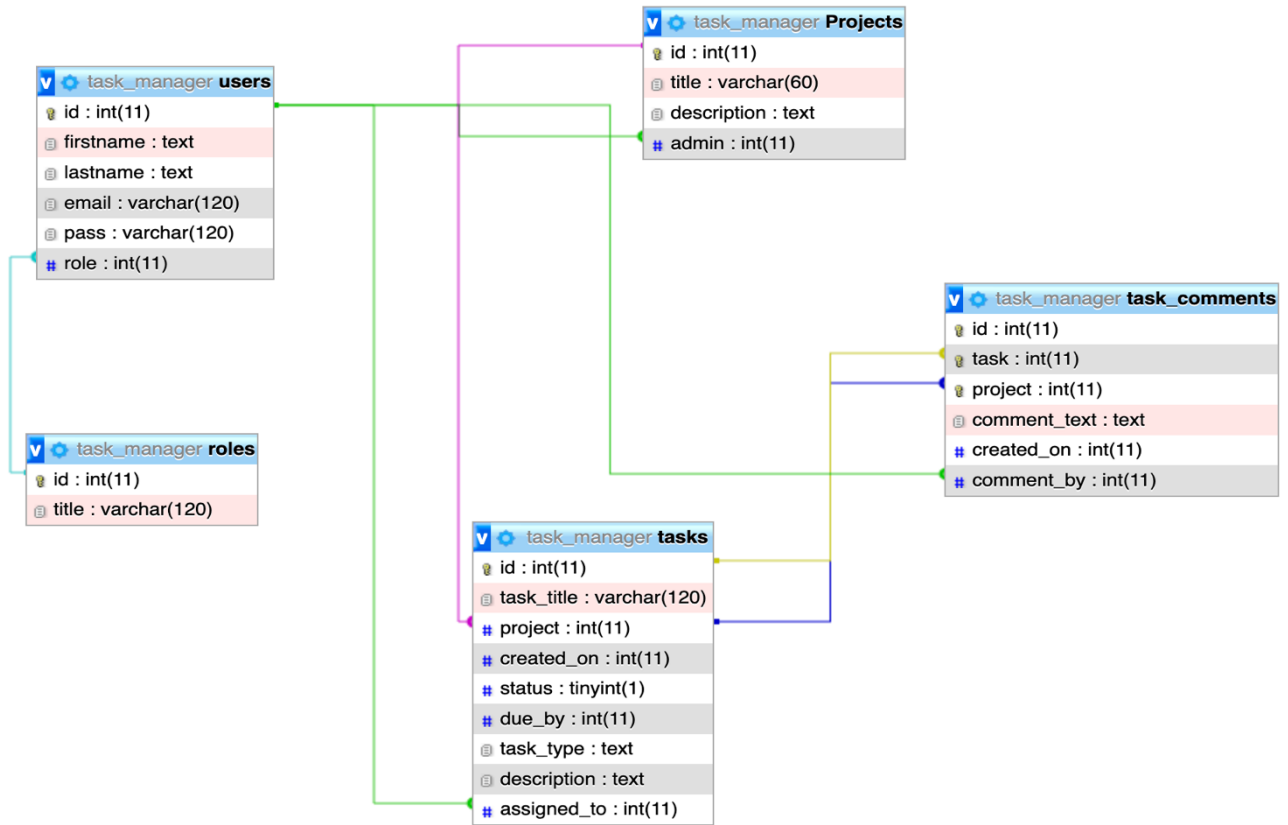 v task_manager Projects
id : int(11)
title : varchar(60)
description : text
# admin : int(11)
v task_manager users
id : int(11)
firstname : text
lastname : text
email : varchar(120)
pass : varchar(120)
# role : int(11)
v task_manager task_comments
id : int(11)
task : int(11)
project : int(11)
comment_text : text
# created_on : int(11)
# comment_by : int(11)
v task_manager roles
id : int(11)
title : varchar(120)
v task_manager tasks
id : int(11)
task_title : varchar(120)
# project : int(11)
# created_on : int(11)
# status : tinyint(1)
# due_by : int(11)
task_type : text
description : text
# assigned_to : int(11)